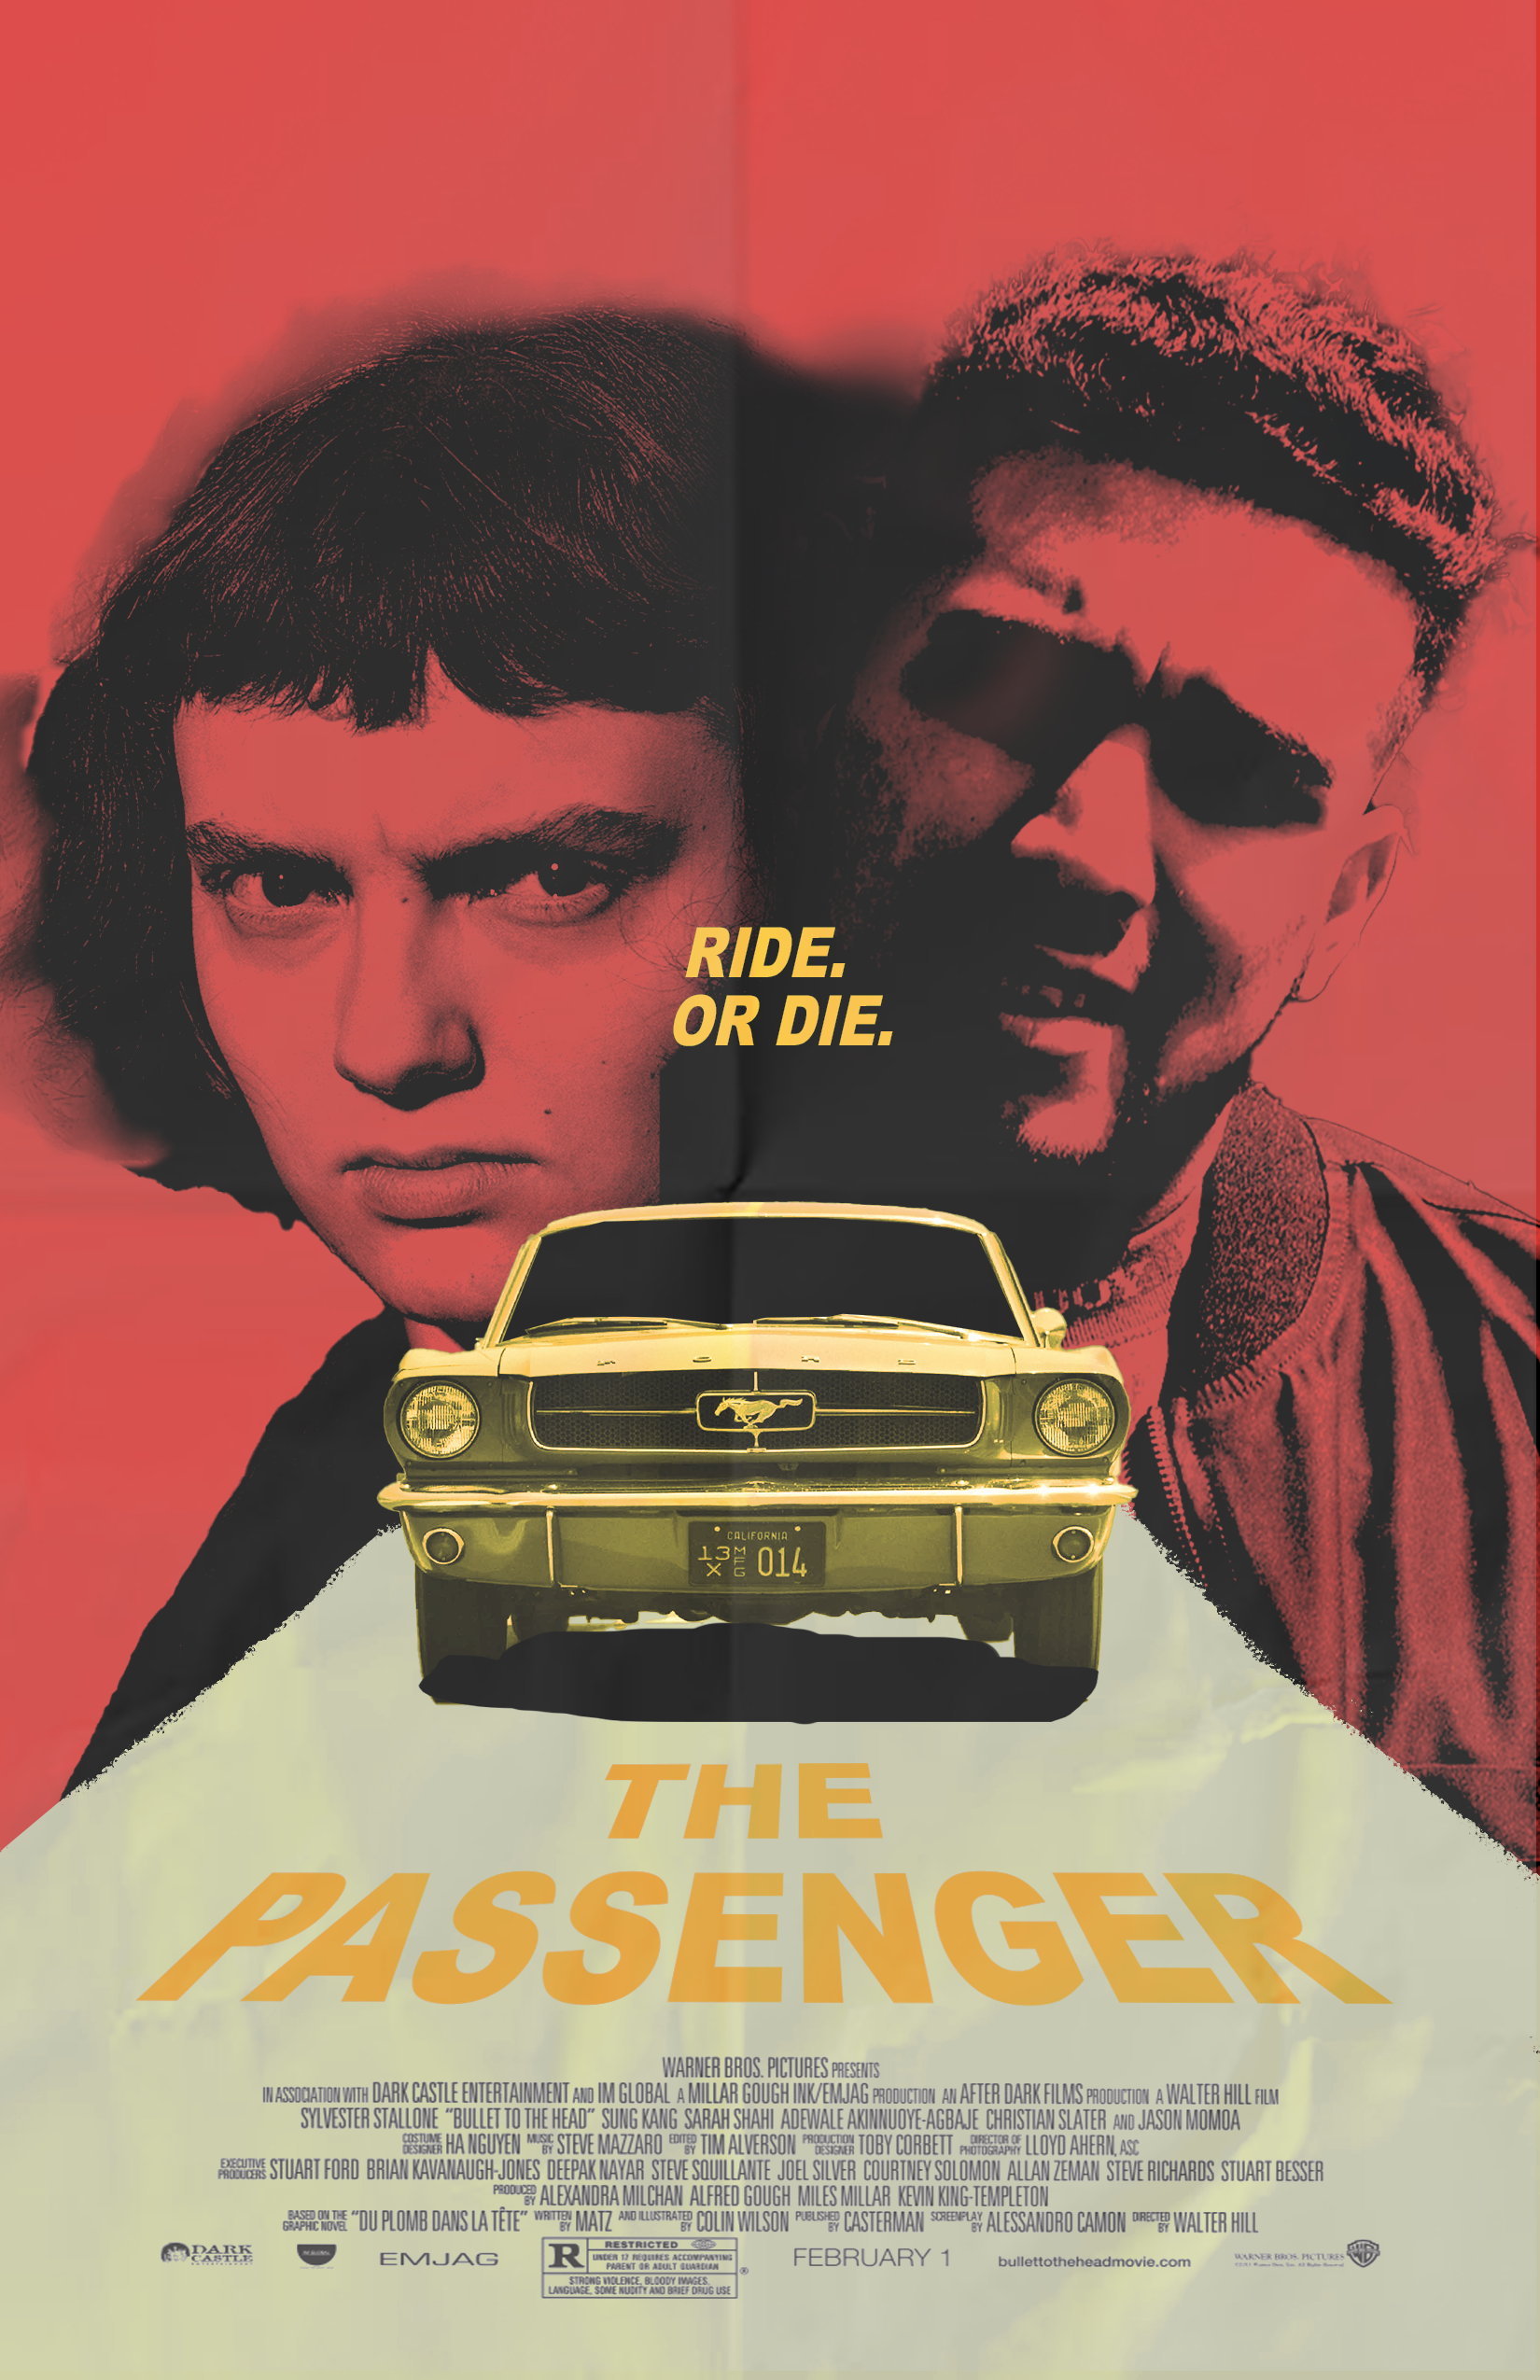 RIDE.
OR DIE.
FORD
CALIFORNIA
13 MFG 014
X
THE
PASSENGER
WARNER BROS. PICTURES PRESENTS
IN ASSOCIATION WITH DARK CASTLE ENTERTAINMENT AND IM GLOBAL A MILLAR GOUGH INK/EMJAG PRODUCTION AN AFTER DARK FILMS PRODUCTION A WALTER HILL FILM
SYLVESTER STALLONE "BULLET TO THE HEAD" SUNG KANG SARAH SHAHI ADEWALE AKINNUOYE-AGBAJE CHRISTIAN SLATER AND JASON MOMOA
COSTUME DESIGNER HA NGUYEN MUSIC BY STEVE MAZZARO EDITED BY TIM ALVERSON PRODUCTION DESIGNER TOBY CORBETT DIRECTOR OF PHOTOGRAPHY LLOYD AHERN, ASC
EXECUTIVE PRODUCERS STUART FORD BRIAN KAVANAUGH-JONES DEEPAK NAYAR STEVE SQUILLANTE JOEL SILVER COURTNEY SOLOMON ALLAN ZEMAN STEVE RICHARDS STUART BESSER
PRODUCED BY ALEXANDRA MILCHAN ALFRED GOUGH MILES MILLAR KEVIN KING-TEMPLETON
BASED ON THE GRAPHIC NOVEL "DU PLOMB DANS LA TÊTE" WRITTEN BY MATZ AND ILLUSTRATED BY COLIN WILSON PUBLISHED BY CASTERMAN SCREENPLAY BY ALESSANDRO CAMON DIRECTED BY WALTER HILL
DARK CASTLE ENTERTAINMENT
EMJAG
R RESTRICTED
UNDER 17 REQUIRES ACCOMPANYING
PARENT OR ADULT GUARDIAN
STRONG VIOLENCE, BLOODY IMAGES,
LANGUAGE, SOME NUDITY AND BRIEF DRUG USE
®
FEBRUARY 1
bullettotheheadmovie.com
WARNER BROS. PICTURES
WB